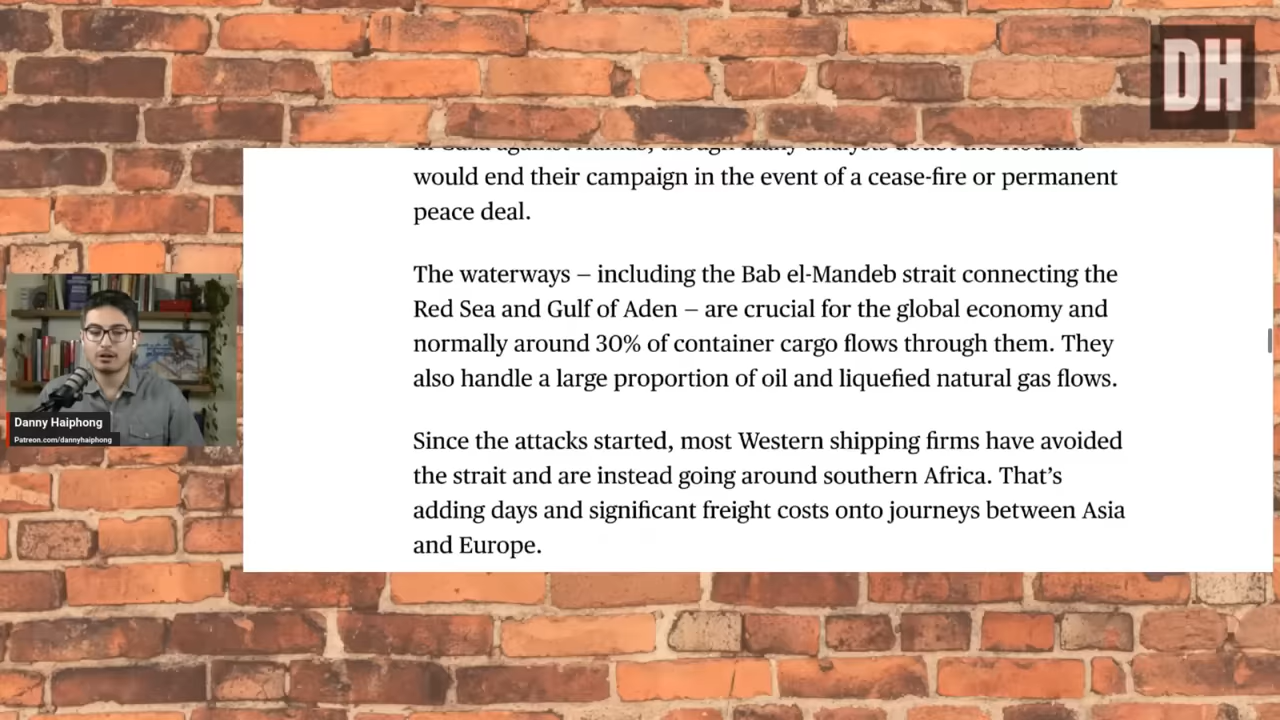 DH
would end their campaign in the event of a cease-fire or permanent
peace deal.
The waterways – including the Bab el-Mandeb strait connecting the
Red Sea and Gulf of Aden – are crucial for the global economy and
normally around 30% of container cargo flows through them. They
also handle a large proportion of oil and liquefied natural gas flows.
Since the attacks started, most Western shipping firms have avoided
the strait and are instead going around southern Africa. That’s
adding days and significant freight costs onto journeys between Asia
and Europe.
Danny Haiphong
Patreon.com/dannyhaiphong